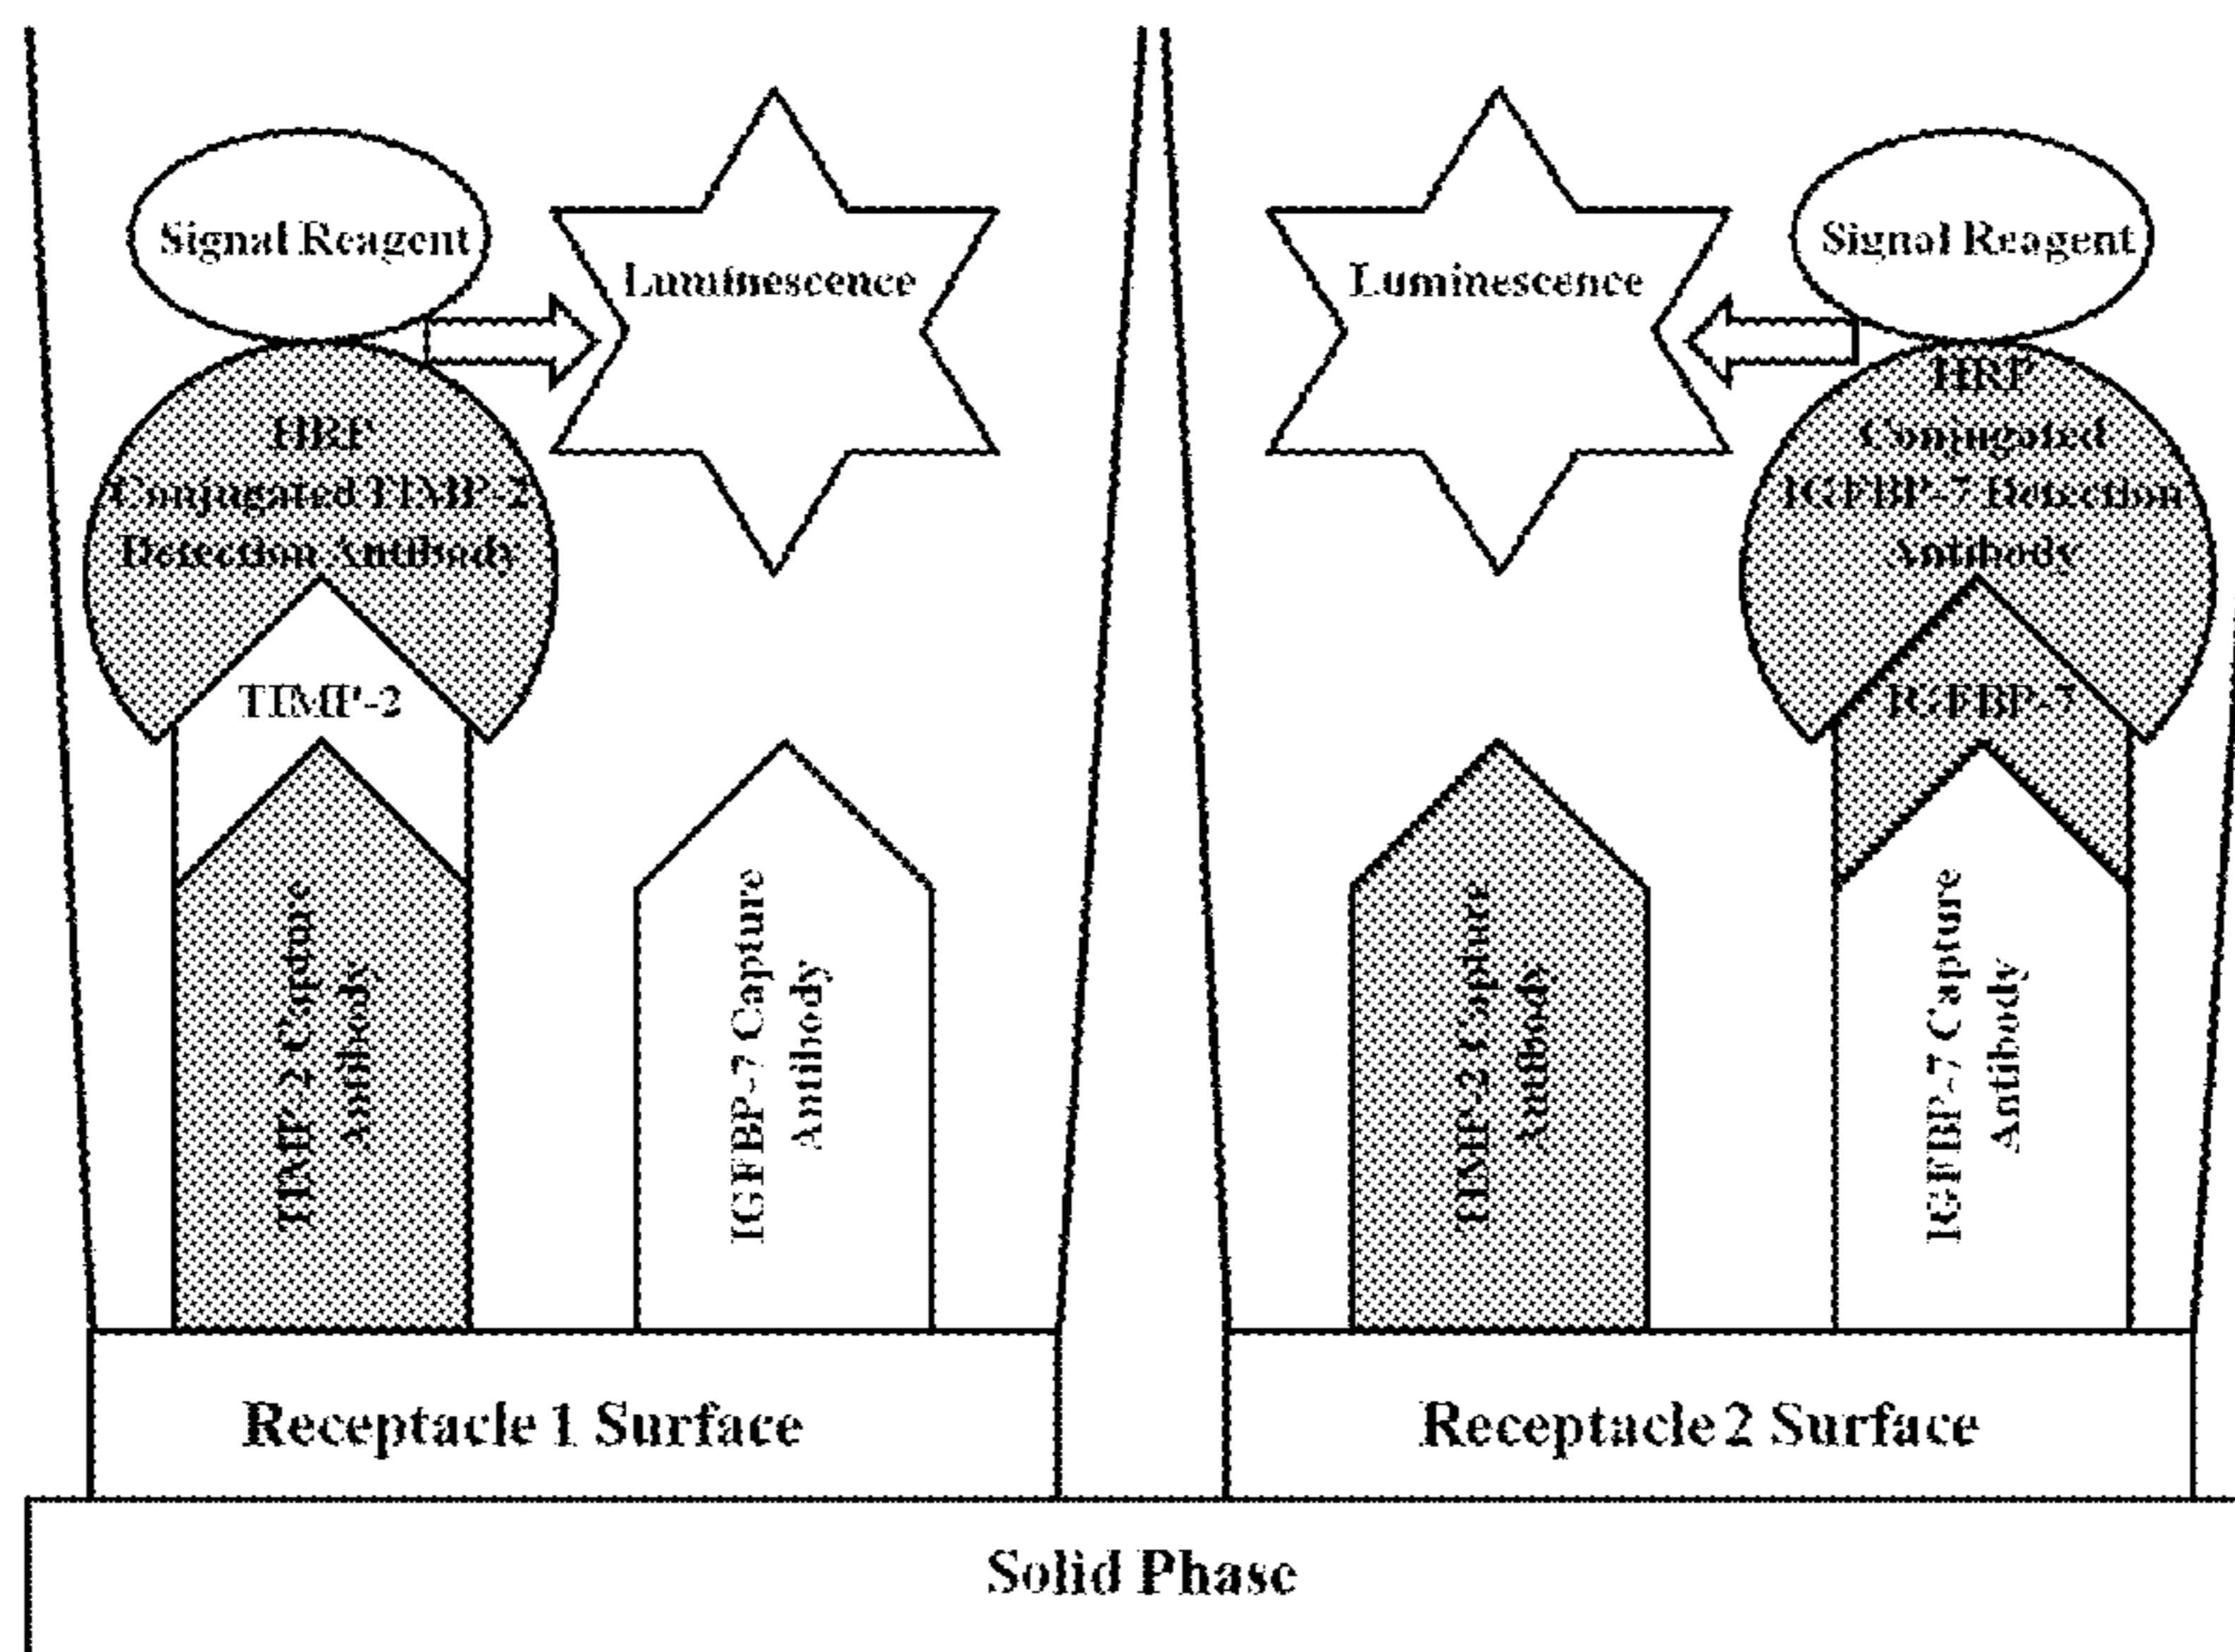 Signal Reagent
Luminescence
HRP
Conjugated TIMP-2
Detection Antibody
TIMP-2
TIMP-2 Capture
Antibody
IGFBP-7 Capture
Antibody
Receptacle 1 Surface
Luminescence
Signal Reagent
HRP
Conjugated
IGFBP-7 Detection
Antibody
IGFBP-7
TIMP-2 Capture
Antibody
IGFBP-7 Capture
Antibody
Receptacle 2 Surface
Solid Phase